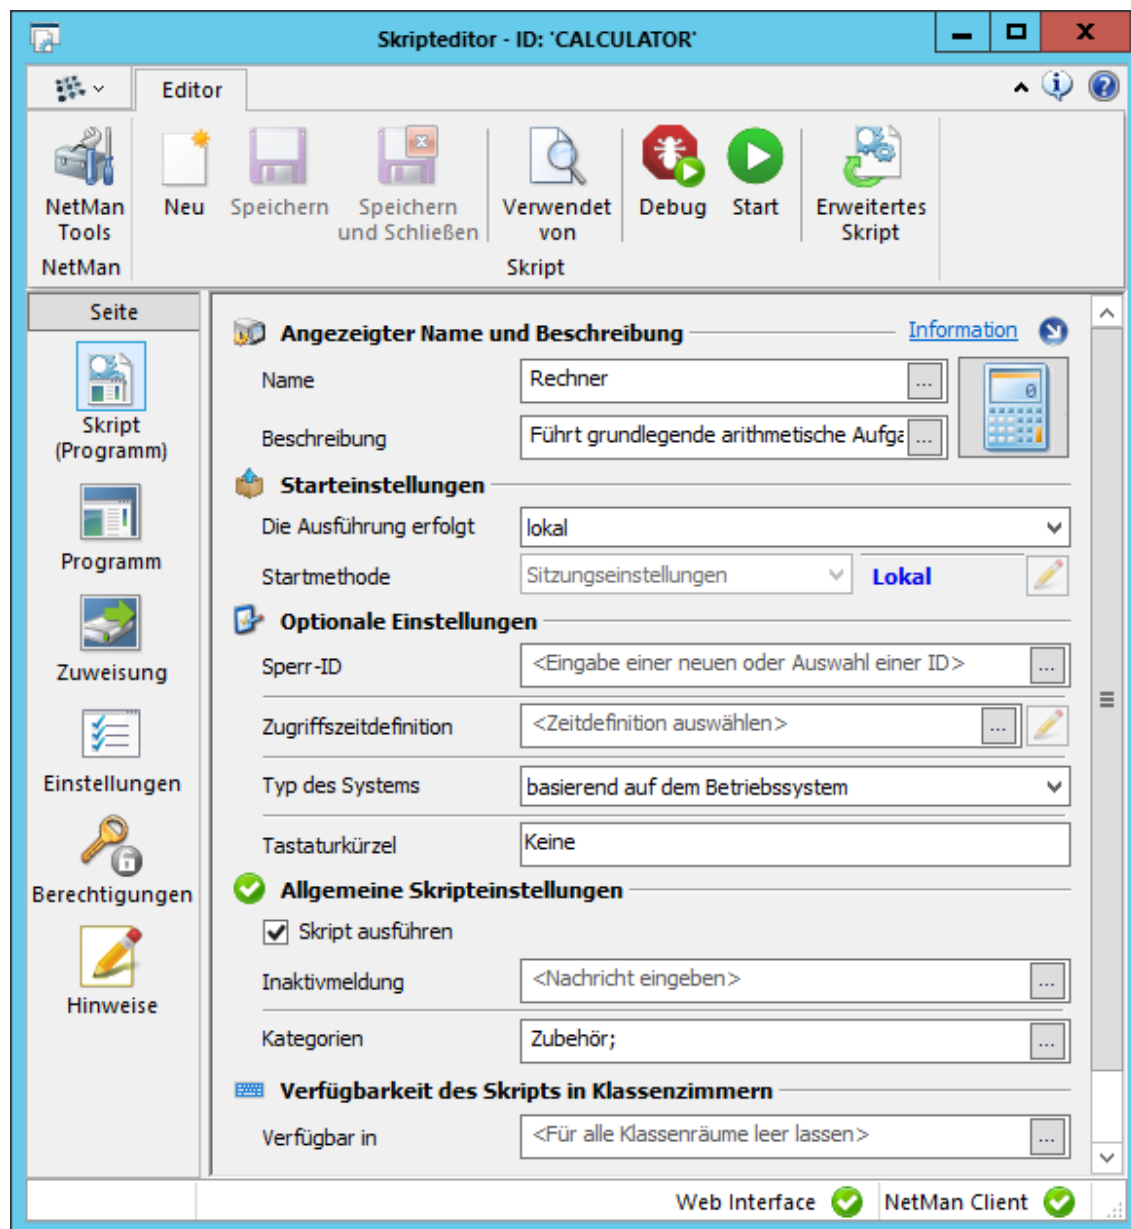 Skripteditor - ID: 'CALCULATOR'
Editor
NetMan Tools
Neu
Speichern
Speichern und Schließen
Verwendet von
Debug
Start
Erweitertes Skript
NetMan
Skript
Seite
Skript (Programm)
Programm
Zuweisung
Einstellungen
Berechtigungen
Hinweise
Angezeigter Name und Beschreibung
Information
Name
Rechner
...
0
Beschreibung
Führt grundlegende arithmetische Aufga
...
Starteinstellungen
Die Ausführung erfolgt
lokal
Startmethode
Sitzungseinstellungen
Lokal
Optionale Einstellungen
Sperr-ID
<Eingabe einer neuen oder Auswahl einer ID>
...
Zugriffszeitdefinition
<Zeitdefinition auswählen>
...
Typ des Systems
basierend auf dem Betriebssystem
Tastaturkürzel
Keine
Allgemeine Skripteinstellungen
Skript ausführen
Inaktivmeldung
<Nachricht eingeben>
...
Kategorien
Zubehör;
...
Verfügbarkeit des Skripts in Klassenzimmern
Verfügbar in
<Für alle Klassenräume leer lassen>
...
Web Interface
NetMan Client